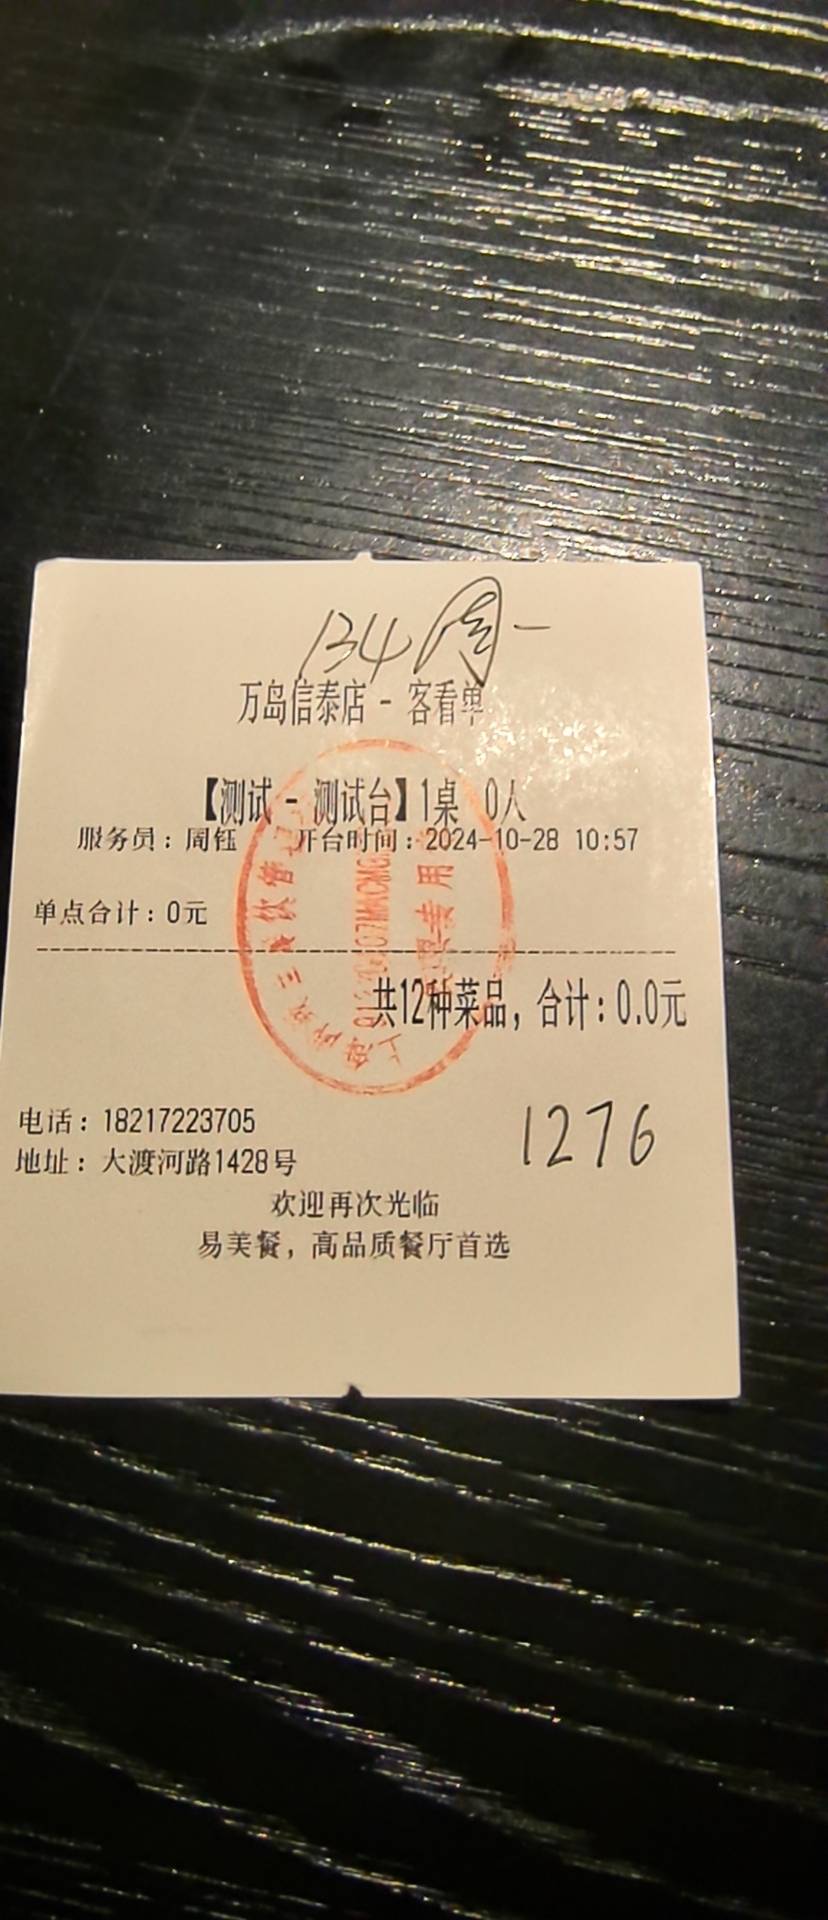 134 周一
万岛信泰店 - 客看单
【测试 - 测试台】1桌 0人
服务员：周钰 开台时间：2024-10-28 10:57
单点合计：0元
共12种菜品，合计：0.0元
电话：18217223705
1276
地址：大渡河路1428号
欢迎再次光临
易美餐，高品质餐厅首选